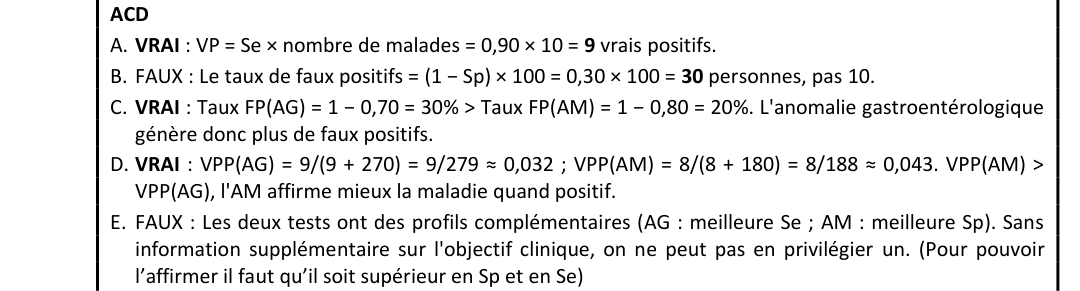 ACD
A. VRAI : VP = Se × nombre de malades = 0,90 × 10 = 9 vrais positifs.
B. FAUX : Le taux de faux positifs = (1 − Sp) × 100 = 0,30 × 100 = 30 personnes, pas 10.
C. VRAI : Taux FP(AG) = 1 − 0,70 = 30% > Taux FP(AM) = 1 − 0,80 = 20%. L'anomalie gastroentérologique
génère donc plus de faux positifs.
D. VRAI : VPP(AG) = 9/(9 + 270) = 9/279 ≈ 0,032 ; VPP(AM) = 8/(8 + 180) = 8/188 ≈ 0,043. VPP(AM) >
VPP(AG), l'AM affirme mieux la maladie quand positif.
E. FAUX : Les deux tests ont des profils complémentaires (AG : meilleure Se ; AM : meilleure Sp). Sans
information supplémentaire sur l'objectif clinique, on ne peut pas en privilégier un. (Pour pouvoir
l’affirmer il faut qu’il soit supérieur en Sp et en Se)